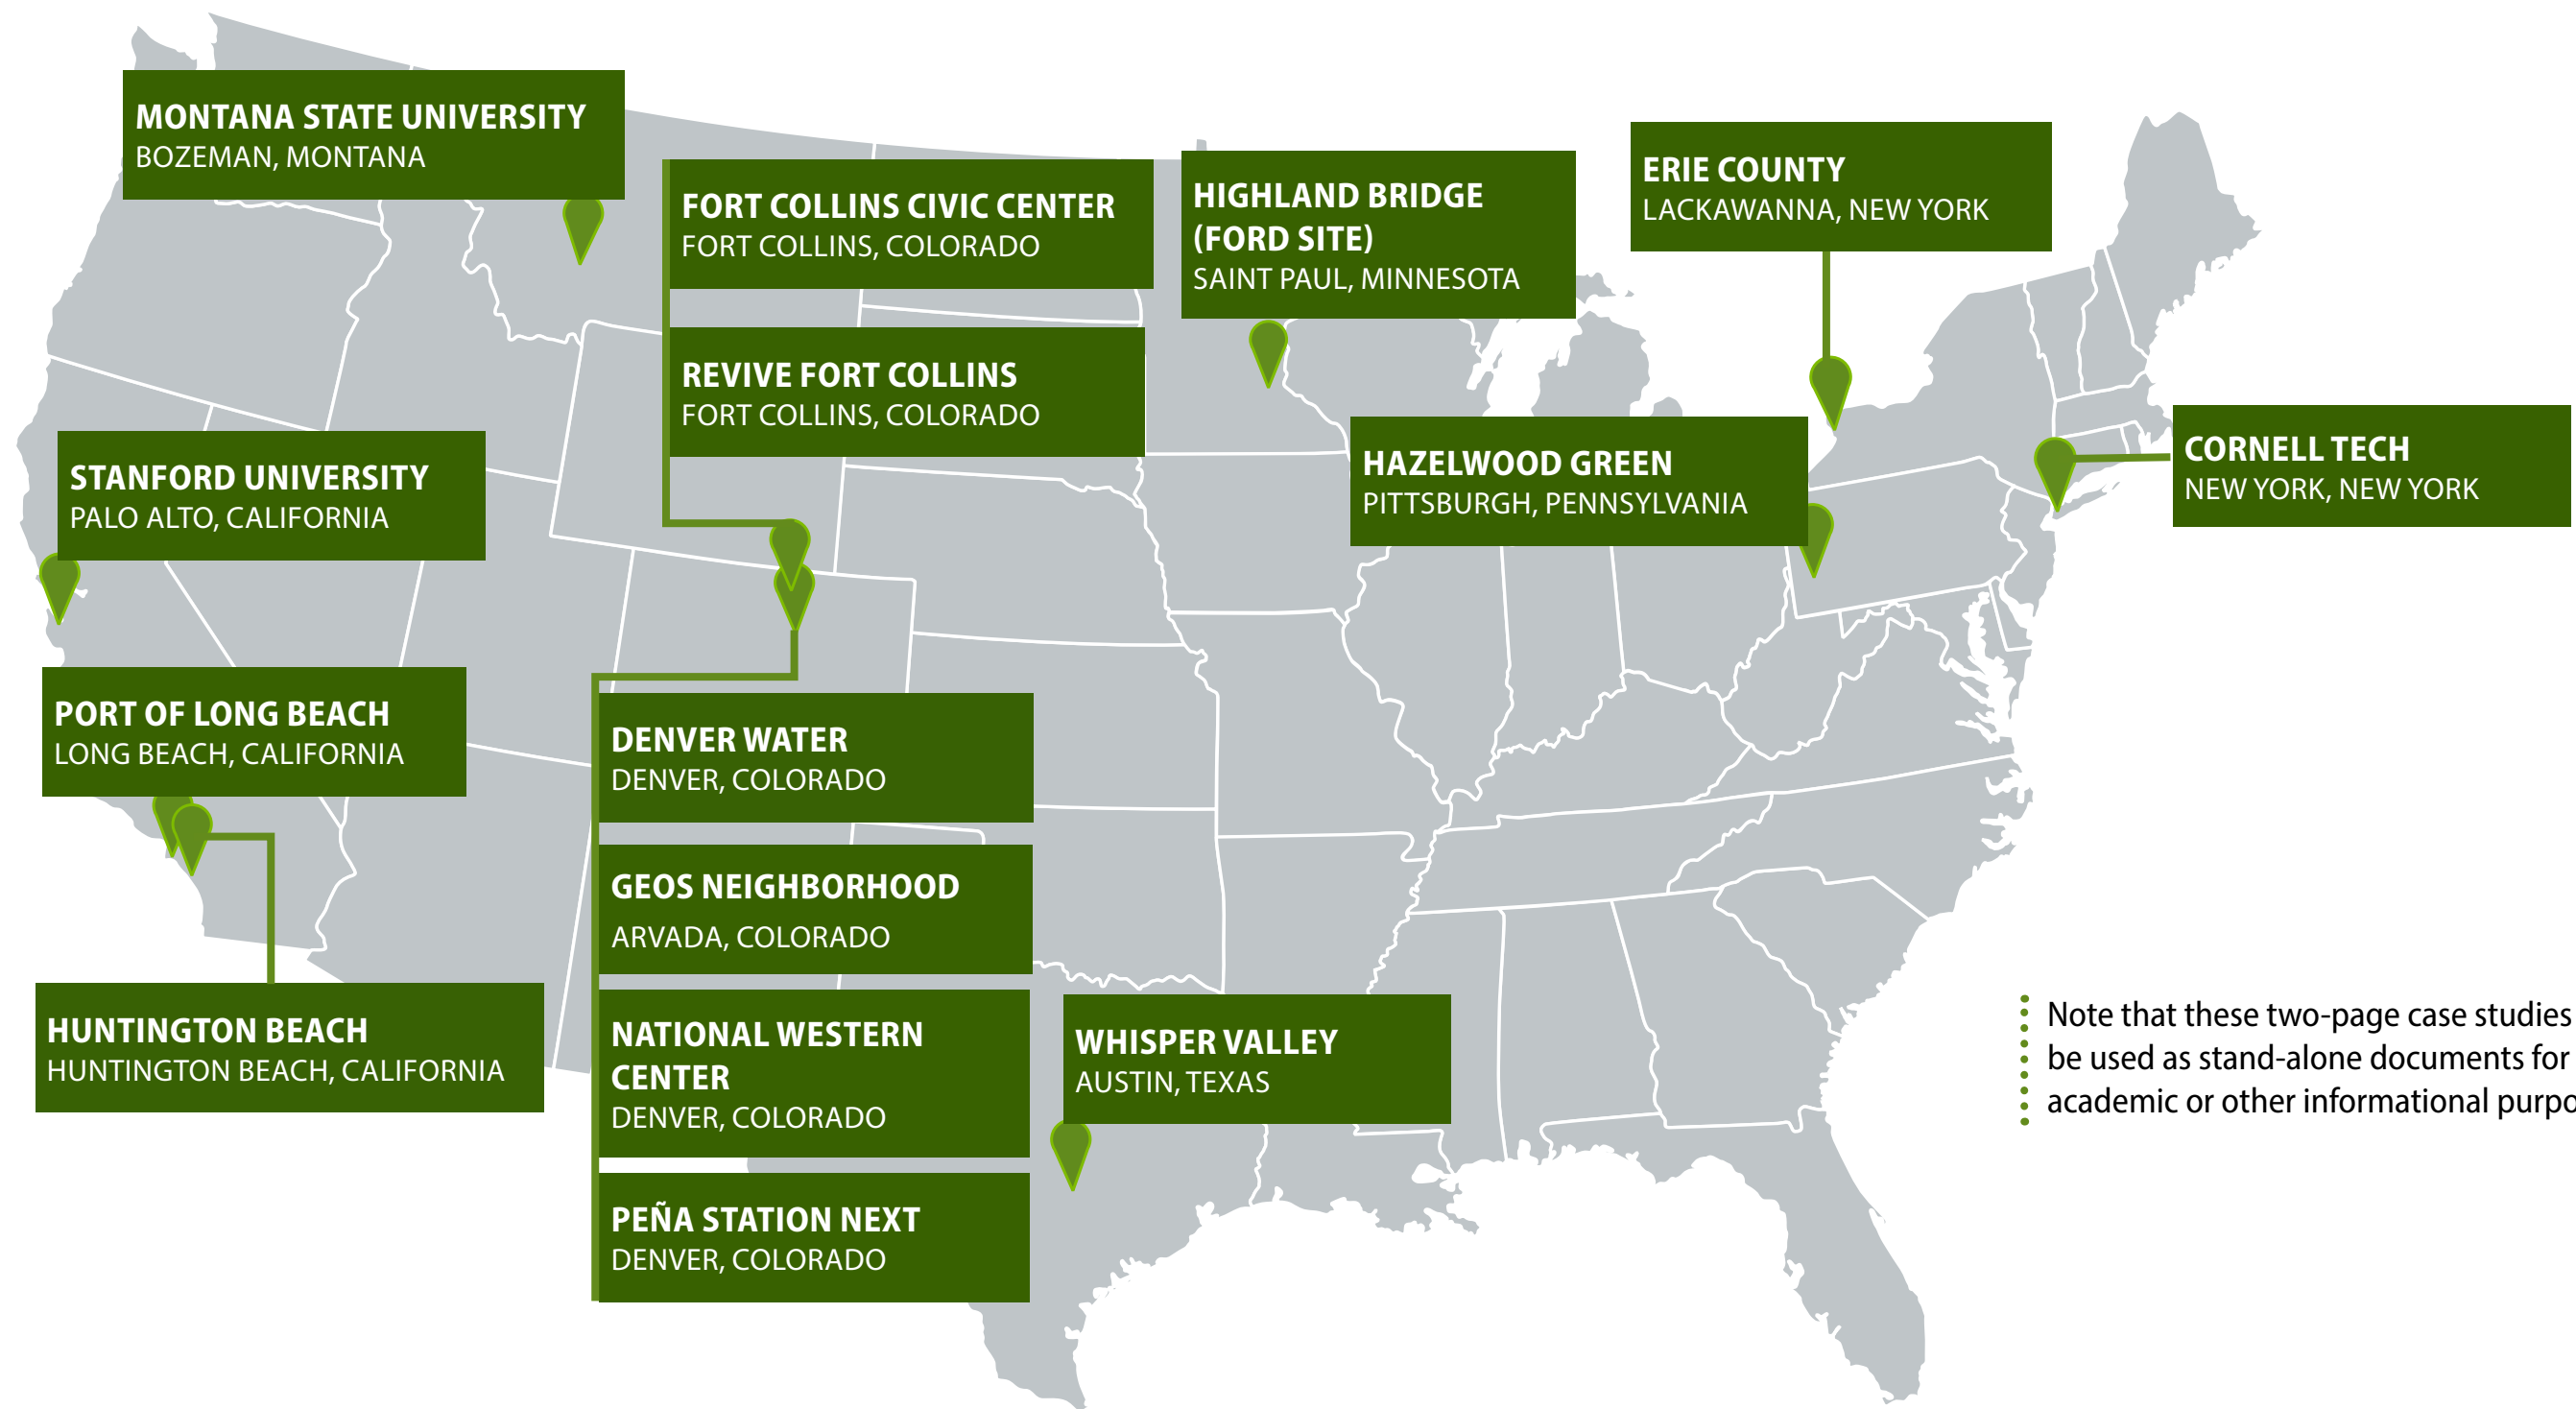 MONTANA STATE UNIVERSITY
BOZEMAN, MONTANA
FORT COLLINS CIVIC CENTER
FORT COLLINS, COLORADO
REVIVE FORT COLLINS
FORT COLLINS, COLORADO
HIGHLAND BRIDGE
(FORD SITE)
SAINT PAUL, MINNESOTA
ERIE COUNTY
LACKAWANNA, NEW YORK
STANFORD UNIVERSITY
PALO ALTO, CALIFORNIA
HAZELWOOD GREEN
PITTSBURGH, PENNSYLVANIA
CORNELL TECH
NEW YORK, NEW YORK
PORT OF LONG BEACH
LONG BEACH, CALIFORNIA
DENVER WATER
DENVER, COLORADO
GEOS NEIGHBORHOOD
ARVADA, COLORADO
NATIONAL WESTERN
CENTER
DENVER, COLORADO
PEÑA STATION NEXT
DENVER, COLORADO
HUNTINGTON BEACH
HUNTINGTON BEACH, CALIFORNIA
WHISPER VALLEY
AUSTIN, TEXAS
Note that these two-page case studies
be used as stand-alone documents for
academic or other informational